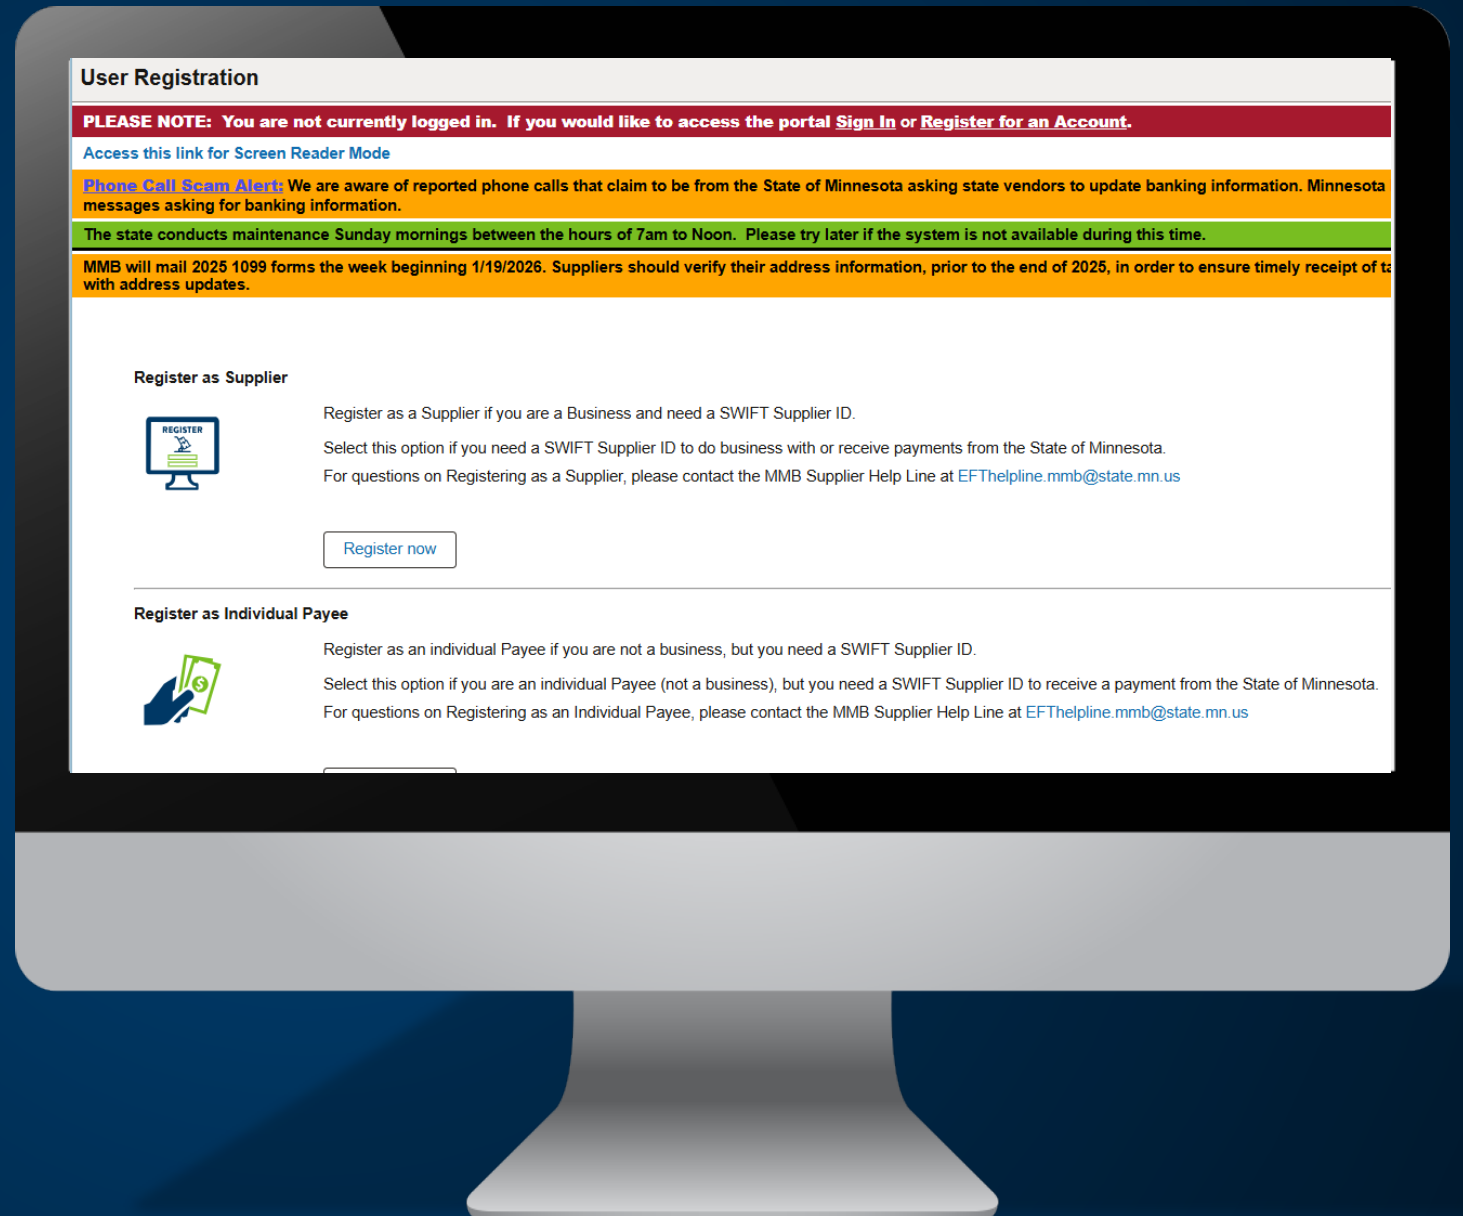 User Registration
PLEASE NOTE: You are not currently logged in. If you would like to access the portal Sign In or Register for an Account.
Access this link for Screen Reader Mode
Phone Call Scam Alert: We are aware of reported phone calls that claim to be from the State of Minnesota asking state vendors to update banking information. Minnesota
messages asking for banking information.
The state conducts maintenance Sunday mornings between the hours of 7am to Noon. Please try later if the system is not available during this time.
MMB will mail 2025 1099 forms the week beginning 1/19/2026. Suppliers should verify their address information, prior to the end of 2025, in order to ensure timely receipt of
with address updates.
Register as Supplier
REGISTER
Register as a Supplier if you are a Business and need a SWIFT Supplier ID.
Select this option if you need a SWIFT Supplier ID to do business with or receive payments from the State of Minnesota.
For questions on Registering as a Supplier, please contact the MMB Supplier Help Line at EFThelpline.mmb@state.mn.us
Register now
Register as Individual Payee
$
Register as an individual Payee if you are not a business, but you need a SWIFT Supplier ID.
Select this option if you are an individual Payee (not a business), but you need a SWIFT Supplier ID to receive a payment from the State of Minnesota.
For questions on Registering as an Individual Payee, please contact the MMB Supplier Help Line at EFThelpline.mmb@state.mn.us